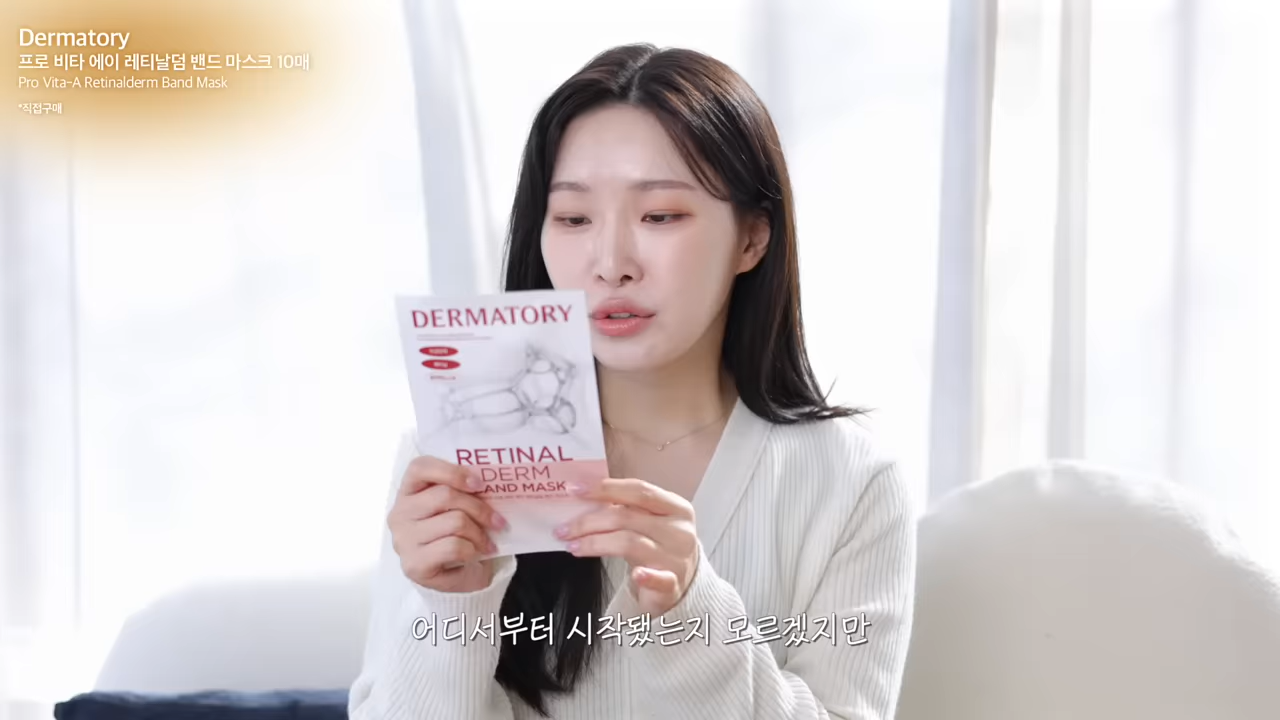 Dermatory
프로 비타 에이 레티날덤 밴드 마스크 10매
Pro Vita-A Retinalderm Band Mask
*직접구매
DERMATORY
RETINAL
DERM
AND MASK
어디서부터 시작됐는지 모르겠지만